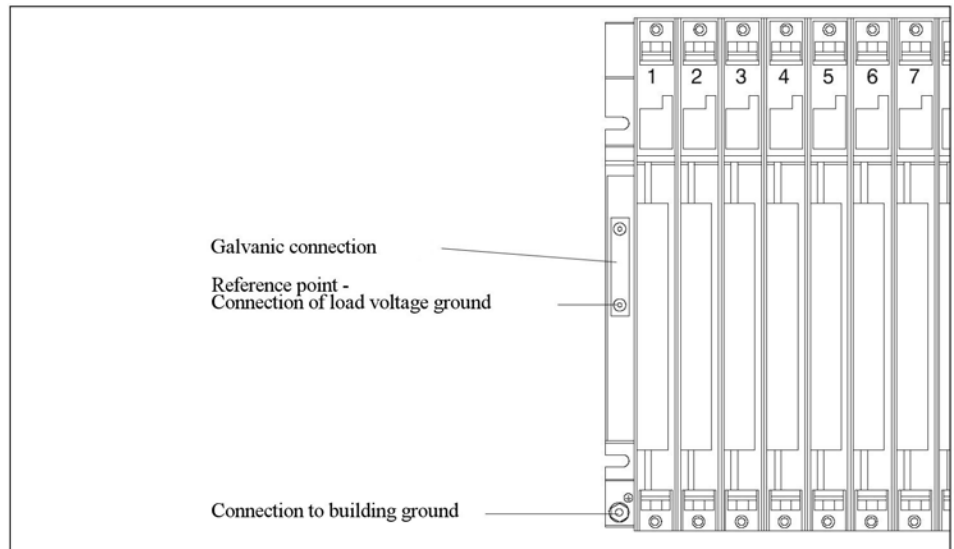 1 2 3 4 5 6 7
Galvanic connection
Reference point -
Connection of load voltage ground
Connection to building ground